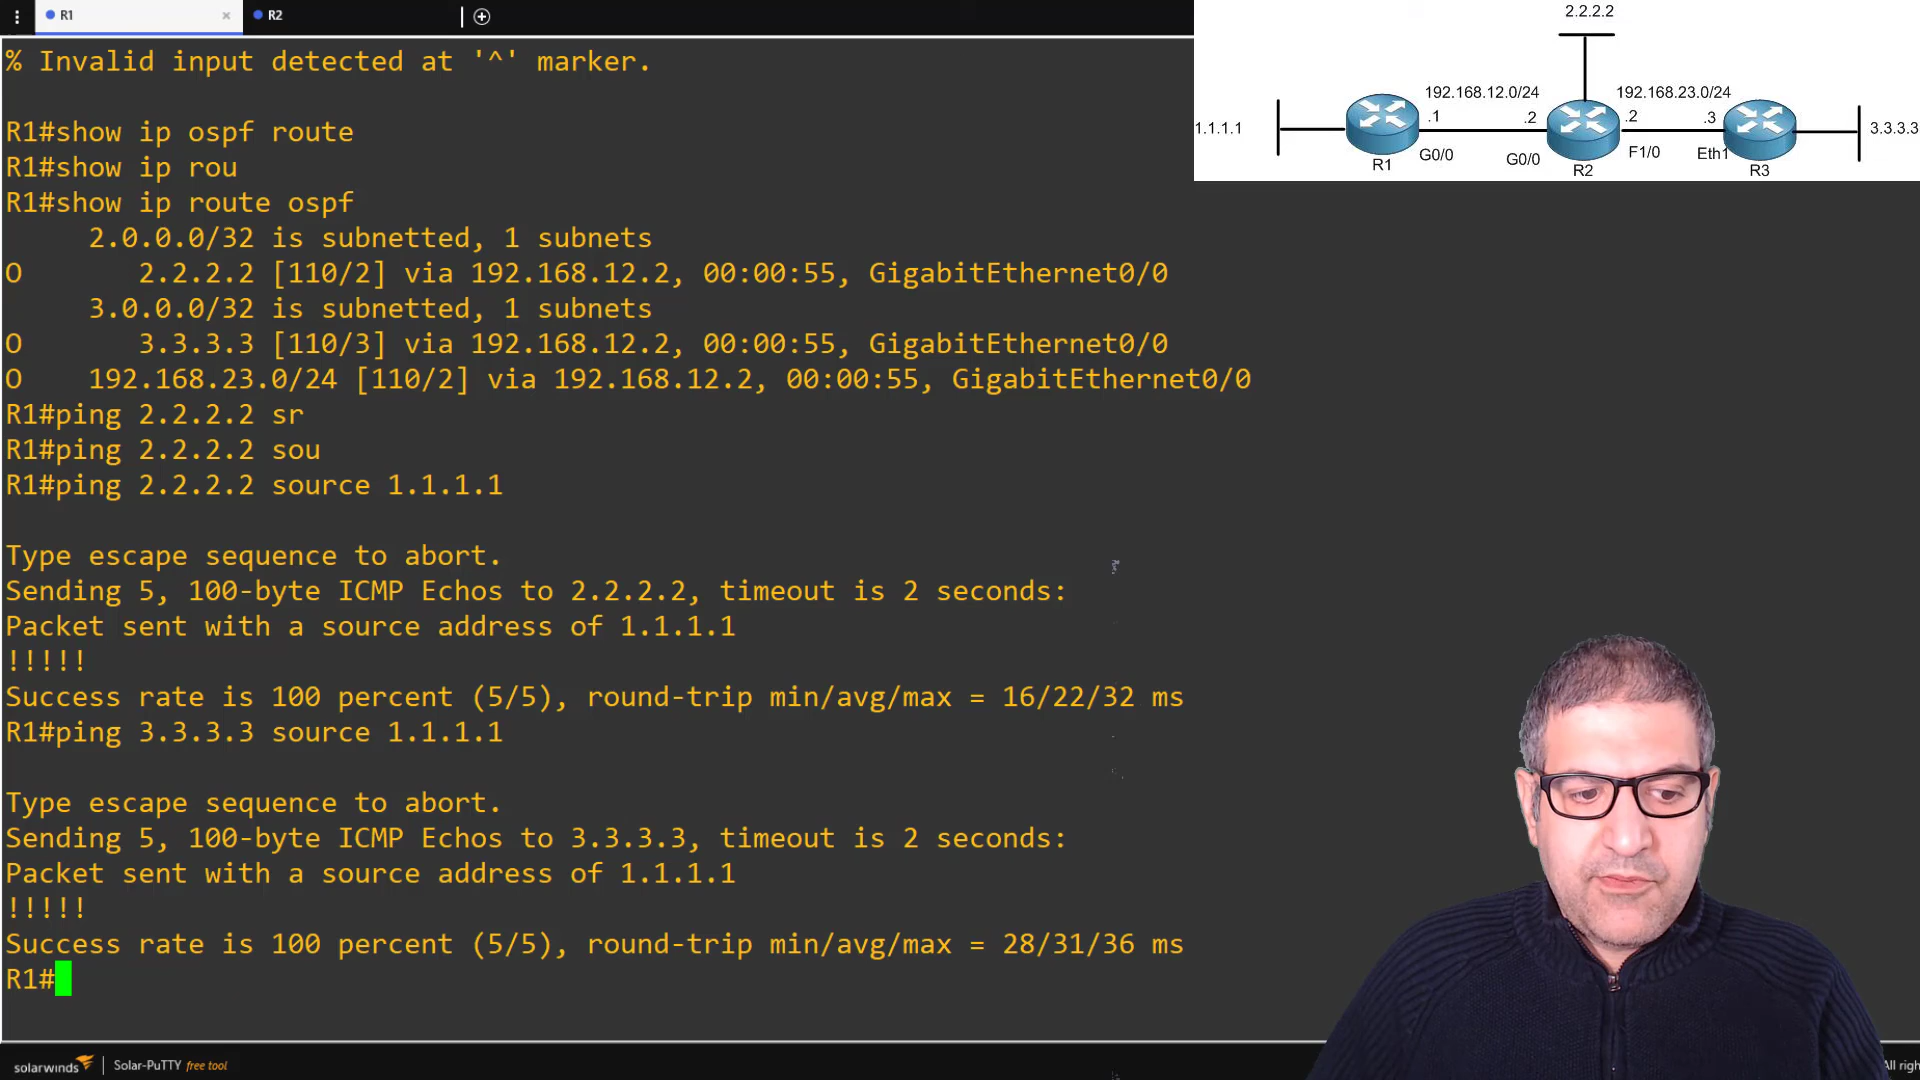 R1
R2
% Invalid input detected at '^' marker.
R1#show ip ospf route
R1#show ip rou
R1#show ip route ospf
2.0.0.0/32 is subnetted, 1 subnets
O 2.2.2.2 [110/2] via 192.168.12.2, 00:00:55, GigabitEthernet0/0
3.0.0.0/32 is subnetted, 1 subnets
O 3.3.3.3 [110/3] via 192.168.12.2, 00:00:55, GigabitEthernet0/0
O 192.168.23.0/24 [110/2] via 192.168.12.2, 00:00:55, GigabitEthernet0/0
R1#ping 2.2.2.2 sr
R1#ping 2.2.2.2 sou
R1#ping 2.2.2.2 source 1.1.1.1
Type escape sequence to abort.
Sending 5, 100-byte ICMP Echos to 2.2.2.2, timeout is 2 seconds:
Packet sent with a source address of 1.1.1.1
!!!!!
Success rate is 100 percent (5/5), round-trip min/avg/max = 16/22/32 ms
R1#ping 3.3.3.3 source 1.1.1.1
Type escape sequence to abort.
Sending 5, 100-byte ICMP Echos to 3.3.3.3, timeout is 2 seconds:
Packet sent with a source address of 1.1.1.1
!!!!!
Success rate is 100 percent (5/5), round-trip min/avg/max = 28/31/36 ms
R1#
2.2.2.2
192.168.12.0/24
192.168.23.0/24
1.1.1.1
.1
.2
.2
.3
3.3.3.3
G0/0
G0/0
F1/0
Eth1
R1
R2
R3
solarwinds
Solar-PuTTY free tool
All righ